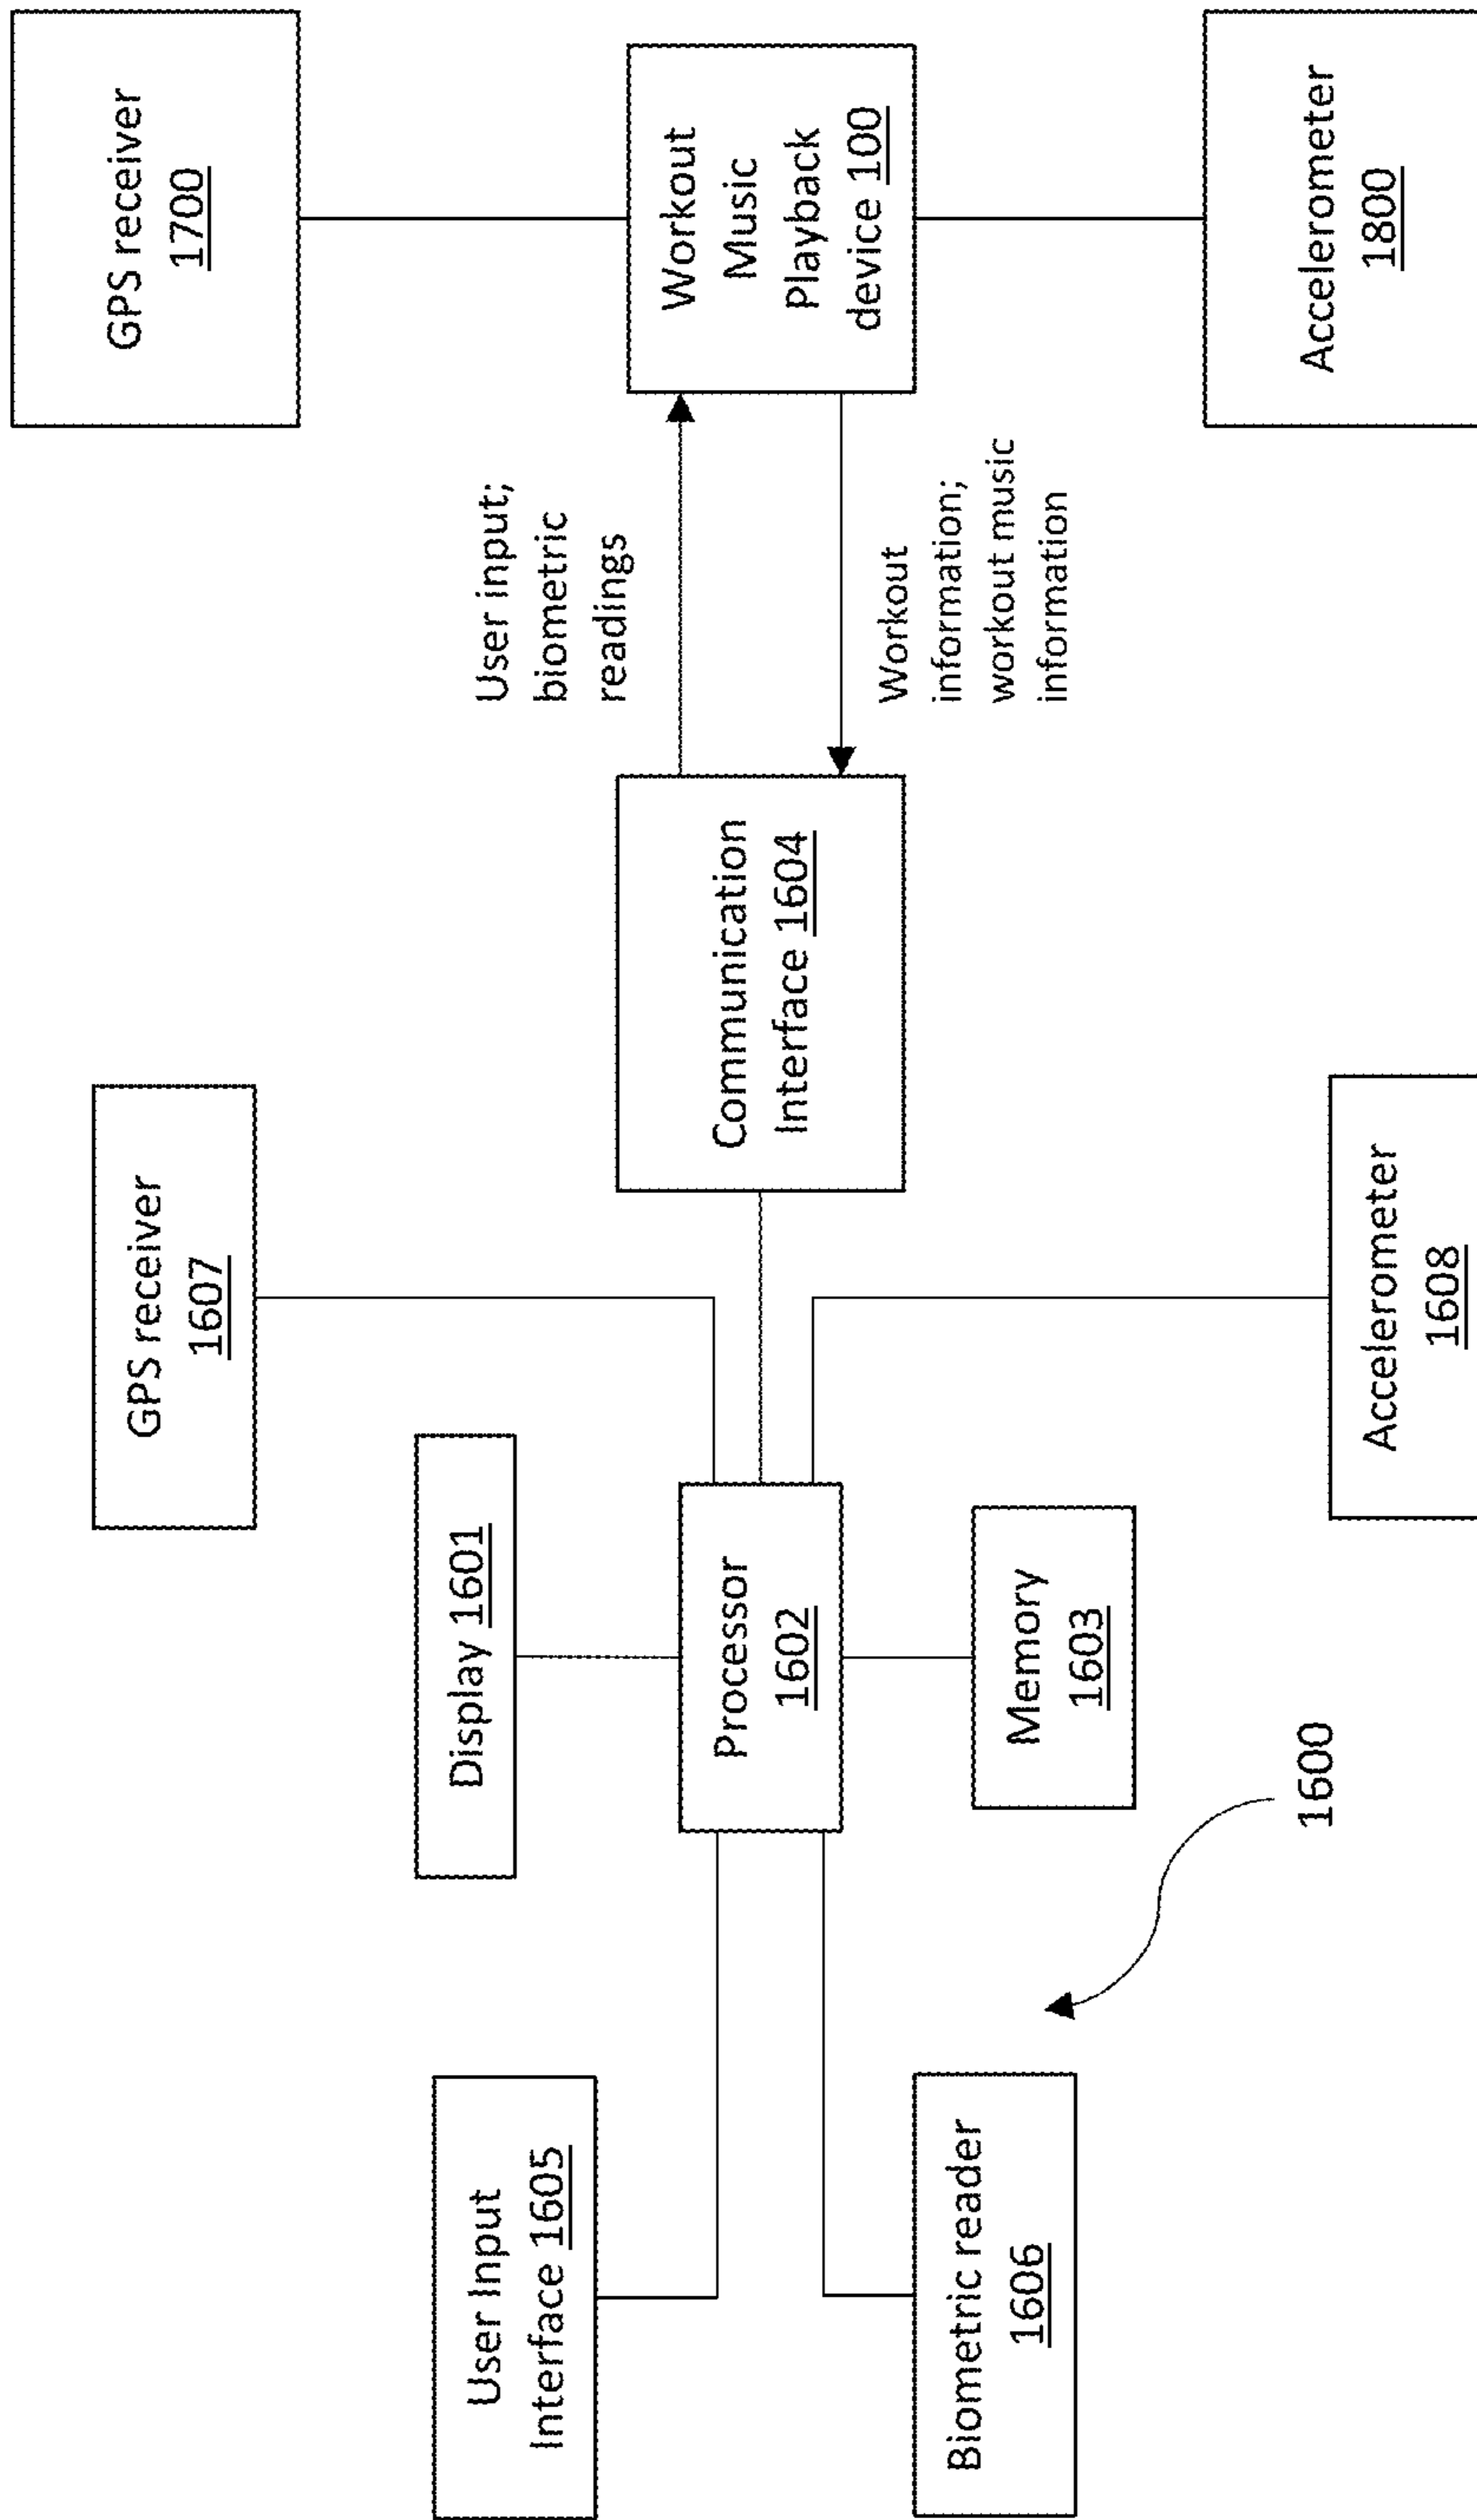 User Input
Interface 1605
Biometric reader
1606
Display 1601
Processor
1602
Memory
1603
1600
GPS receiver
1607
Accelerometer
1608
Communication
Interface 1604
User input;
biometric
readings
Workout
information;
workout music
information
GPS receiver
1700
Workout
Music
Playback
device 100
Accelerometer
1800